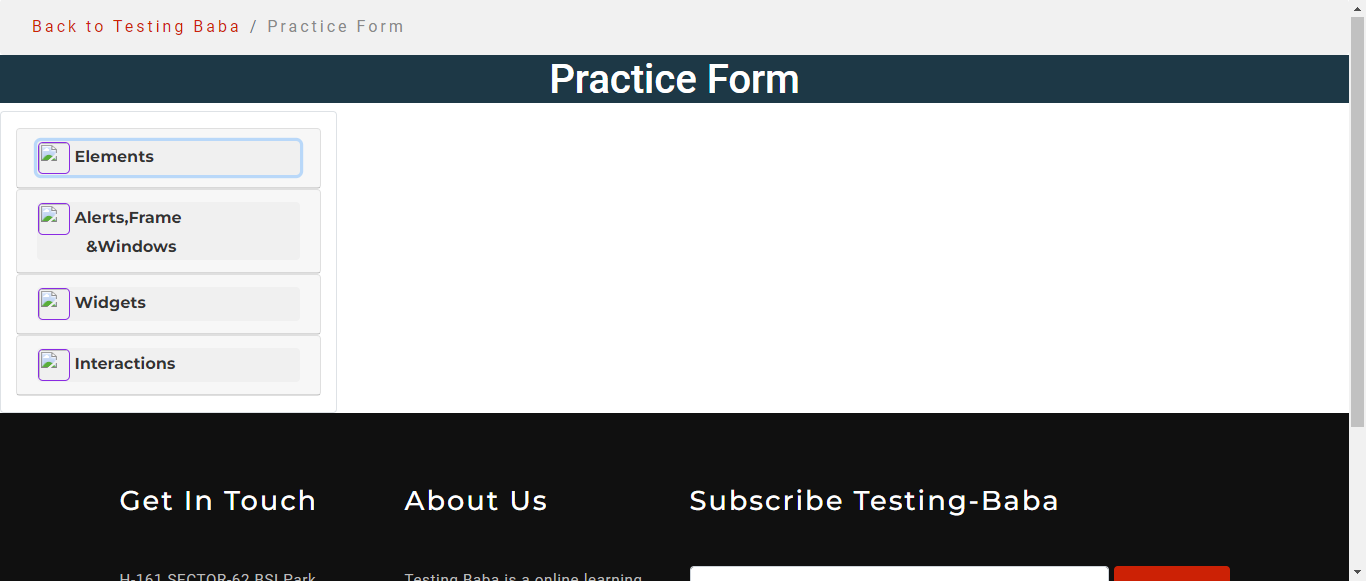 Back to Testing Baba / Practice Form
Practice Form
Elements
Alerts,Frame
&Windows
Widgets
Interactions
Get In Touch
About Us
Subscribe Testing-Baba
H-161 SECTOR-62 BSI Park
Testing Baba is a online learning